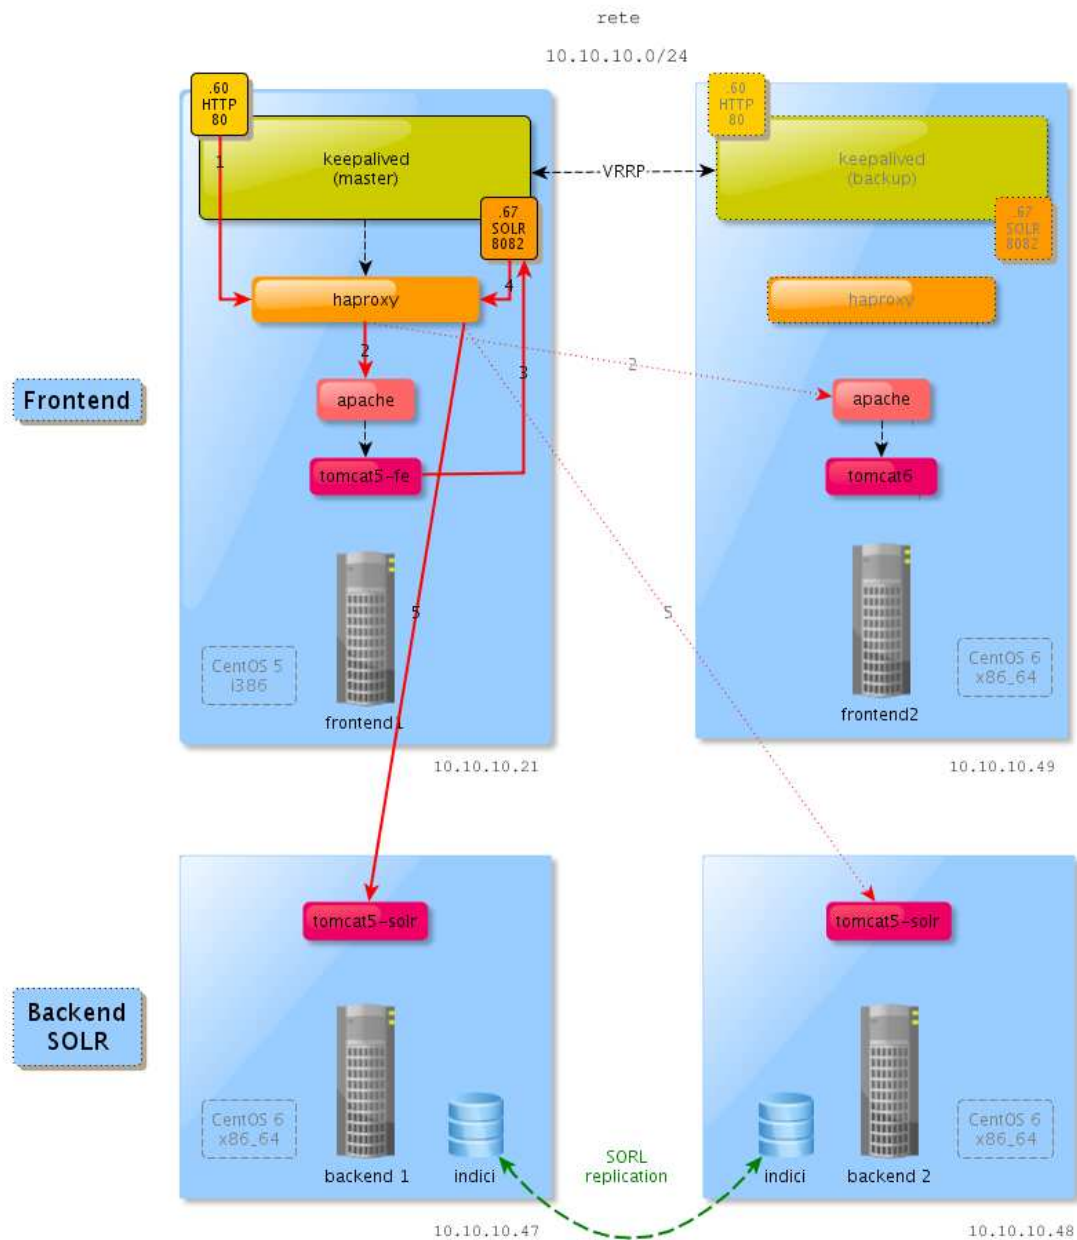 rete
10.10.10.0/24
.60
HTTP
80
.60
HTTP
80
1
keepalived
(master)
VRRP
keepalived
(backup)
.67
SOLR
8082
.67
SOLR
8082
4
haproxy
haproxy
2
2
3
Frontend
apache
apache
tomcat5-fe
tomcat6
5
5
CentOS 5
i386
CentOS 6
x86_64
frontend1
frontend2
10.10.10.21
10.10.10.49
tomcat5-solr
tomcat5-solr
Backend
SOLR
CentOS 6
x86_64
CentOS 6
x86_64
SORL
replication
backend 1
indici
indici
backend 2
10.10.10.47
10.10.10.48